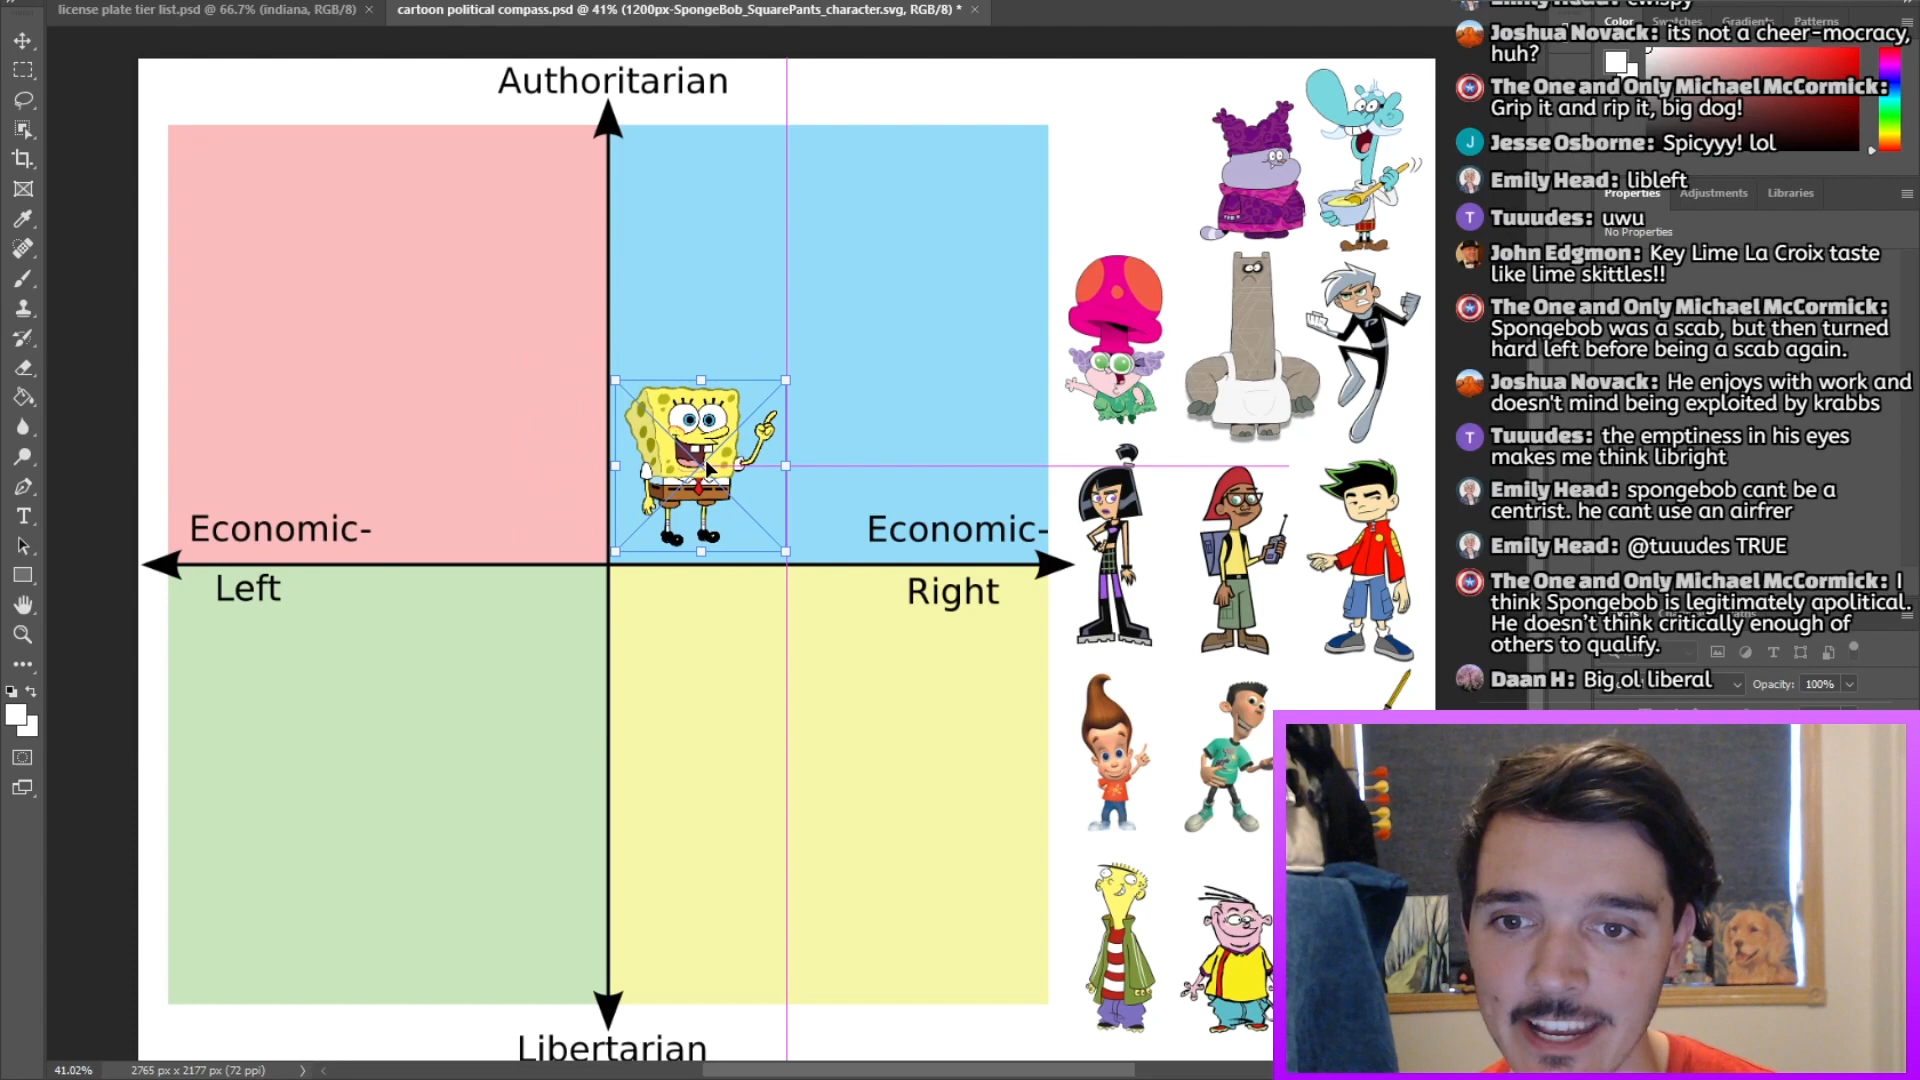 license plate tier list.psd @ 66.7% (indiana, RGB/8) ×
cartoon political compass.psd @ 41% (1200px-SpongeBob_SquarePants_character.svg, RGB/8) * ×
Authoritarian
Economic-
Left
Economic-
Right
Libertarian
Color Swatches Gradients Patterns
Joshua Novack: its not a cheer-mocracy,
huh?
The One and Only Michael McCormick:
Grip it and rip it, big dog!
Jesse Osborne: Spicyyy! lol
Emily Head: libleft
Properties Adjustments Libraries
Tuuudes: uwu
No Properties
John Edgmon: Key Lime La Croix taste
like lime skittles!!
The One and Only Michael McCormick:
Spongebob was a scab, but then turned
hard left before being a scab again.
Joshua Novack: He enjoys with work and
doesn't mind being exploited by krabbs
Tuuudes: the emptiness in his eyes
makes me think libright
Emily Head: spongebob cant be a
centrist. he cant use an airfrer
Emily Head: @tuuudes TRUE
The One and Only Michael McCormick: I
think Spongebob is legitimately apolitical.
He doesn't think critically enough of
others to qualify.
Daan H: Big ol liberal
Opacity: 100%
41.02% 2765 px x 2177 px (72 ppi)